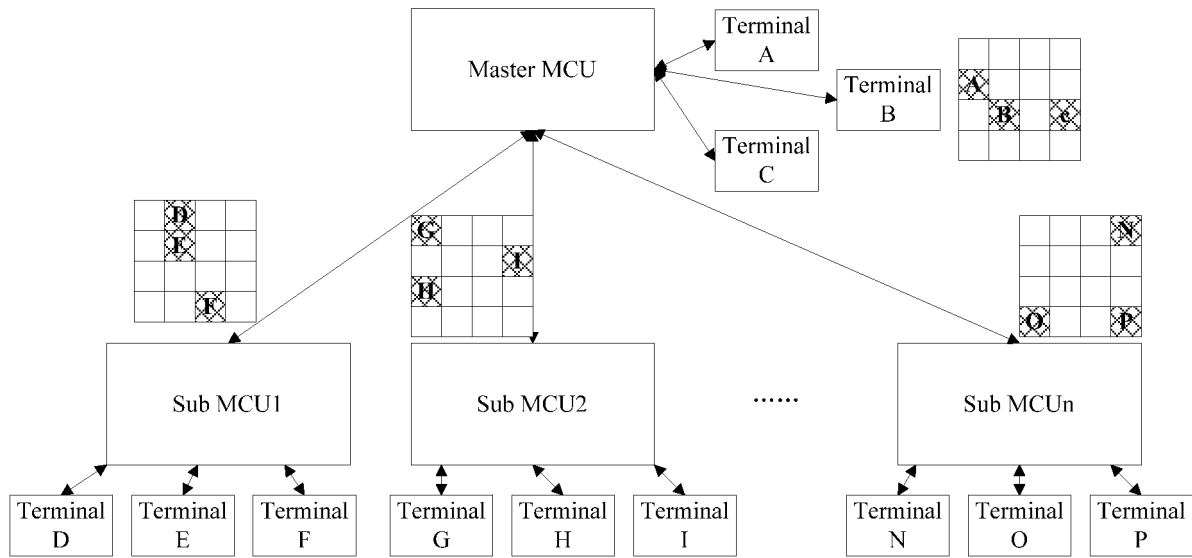 Terminal
A
Master MCU
Terminal
B
A
B
c
Terminal
C
D
E
F
G
I
H
N
O
P
Sub MCU1
Sub MCU2
......
Sub MCUn
Terminal
D
Terminal
E
Terminal
F
Terminal
G
Terminal
H
Terminal
I
Terminal
N
Terminal
O
Terminal
P